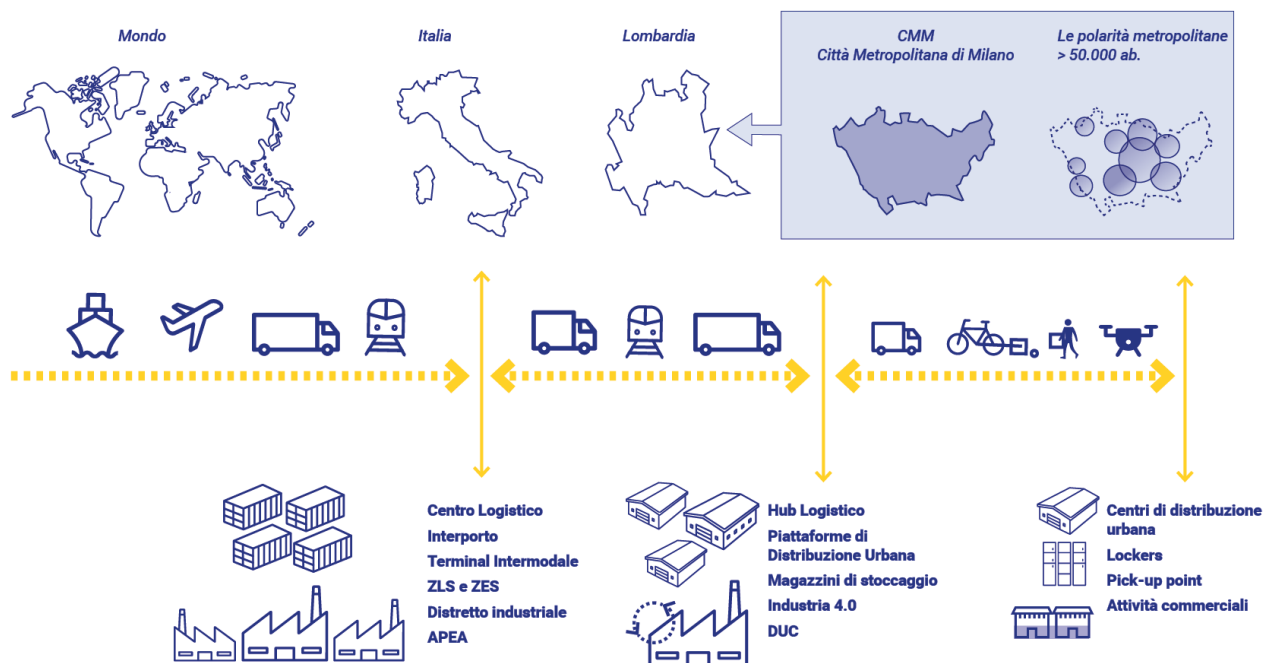 Mondo
Italia
Lombardia
CMM
Città Metropolitana di Milano
Le polarità metropolitane
> 50.000 ab.
Centro Logistico
Interporto
Terminal Intermodale
ZLS e ZES
Distretto industriale
APEA
Hub Logistico
Piattaforme di
Distribuzione Urbana
Magazzini di stoccaggio
Industria 4.0
DUC
Centri di distribuzione
urbana
Lockers
Pick-up point
Attività commerciali